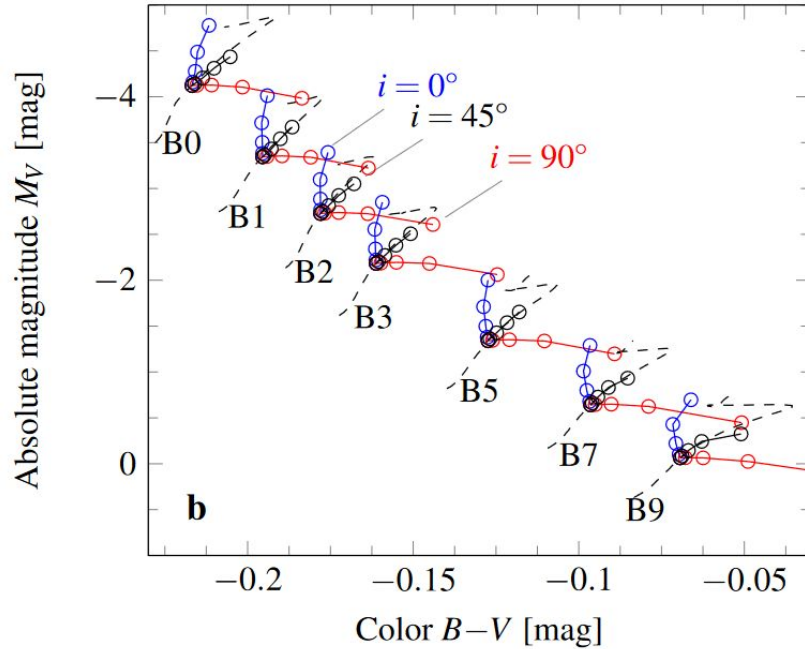 Absolute magnitude M_V [mag]
−4
−2
0
i = 0°
i = 45°
i = 90°
B0
B1
B2
B3
B5
B7
B9
b
−0.2
−0.15
−0.1
−0.05
Color B−V [mag]